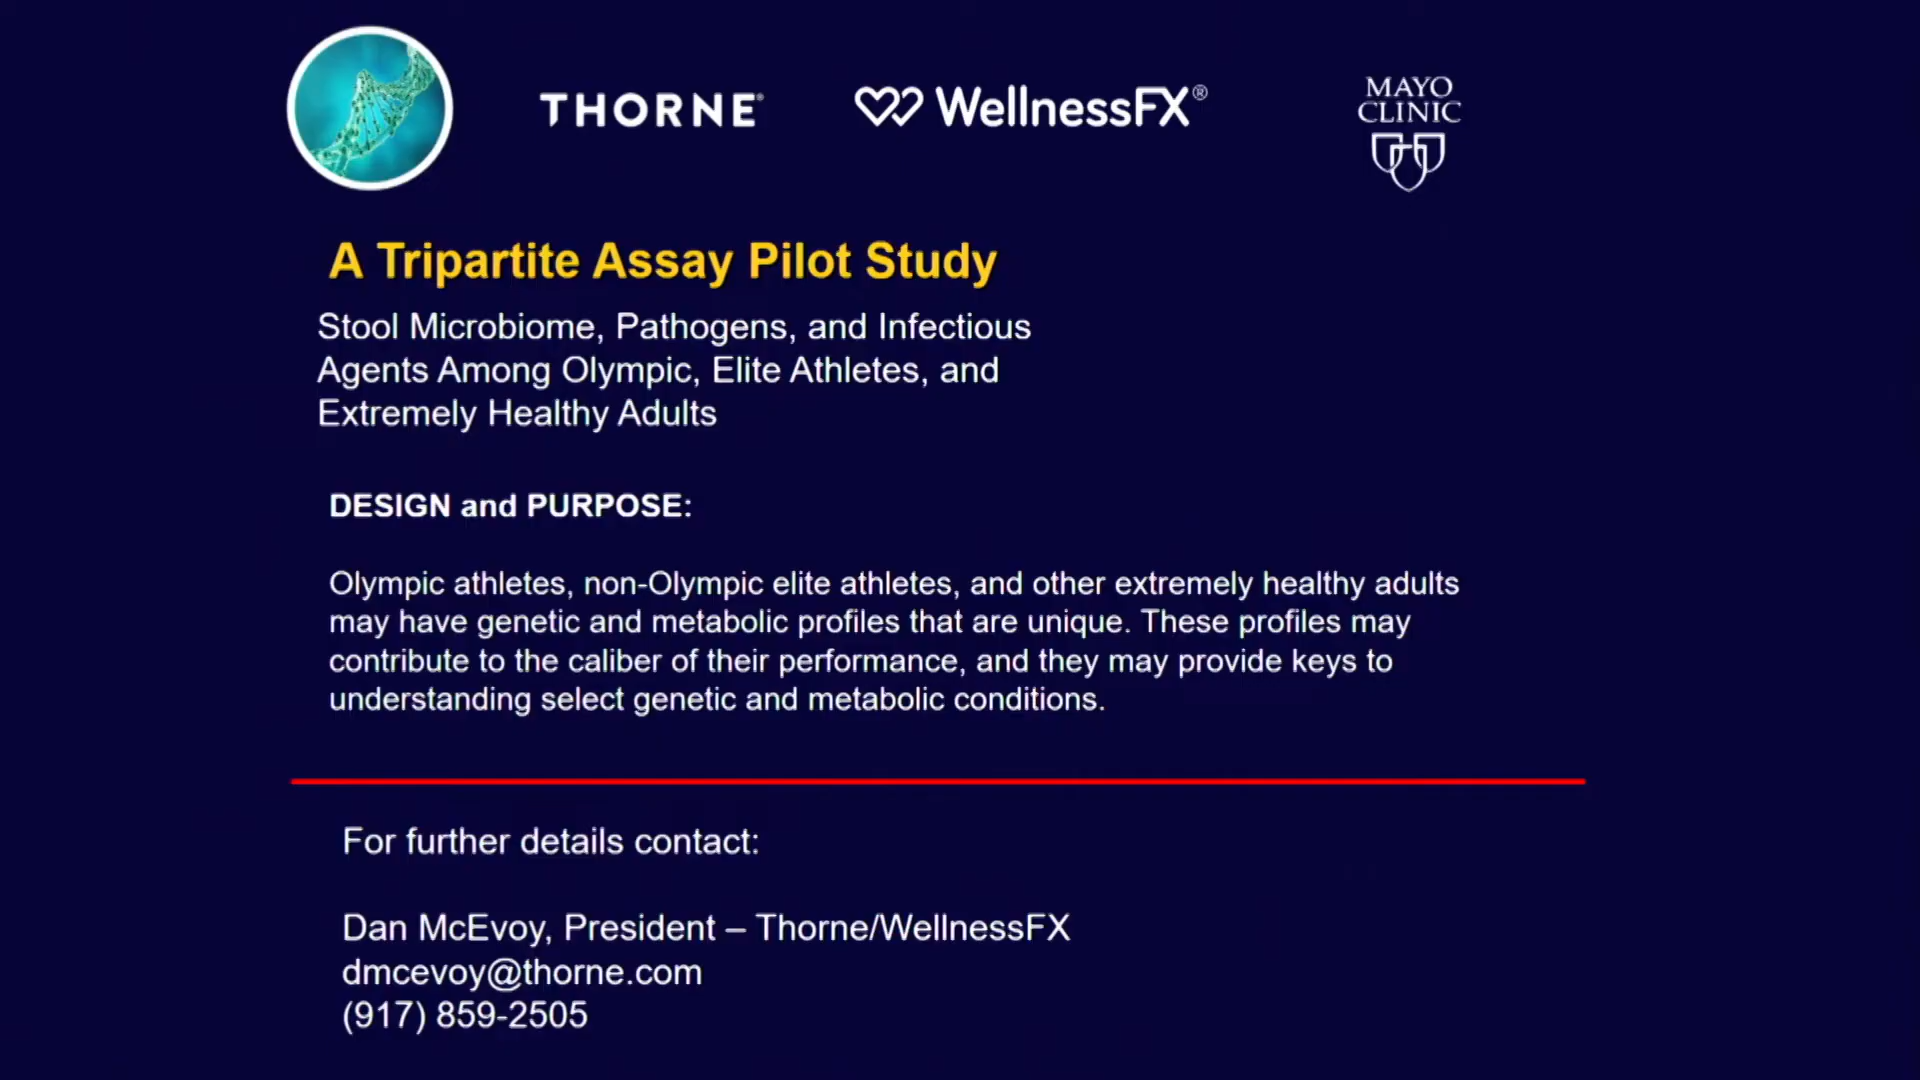 THORNE®
WellnessFX®
MAYO
CLINIC
A Tripartite Assay Pilot Study
Stool Microbiome, Pathogens, and Infectious
Agents Among Olympic, Elite Athletes, and
Extremely Healthy Adults
DESIGN and PURPOSE:
Olympic athletes, non-Olympic elite athletes, and other extremely healthy adults
may have genetic and metabolic profiles that are unique. These profiles may
contribute to the caliber of their performance, and they may provide keys to
understanding select genetic and metabolic conditions.
For further details contact:
Dan McEvoy, President – Thorne/WellnessFX
dmcevoy@thorne.com
(917) 859-2505